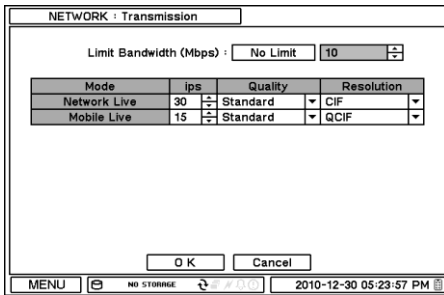 NETWORK : Transmission
Limit Bandwidth (Mbps) : No Limit 10
Mode ips Quality Resolution
Network Live 30 Standard CIF
Mobile Live 15 Standard QCIF
O K Cancel
MENU NO STORAGE 2010-12-30 05:23:57 PM